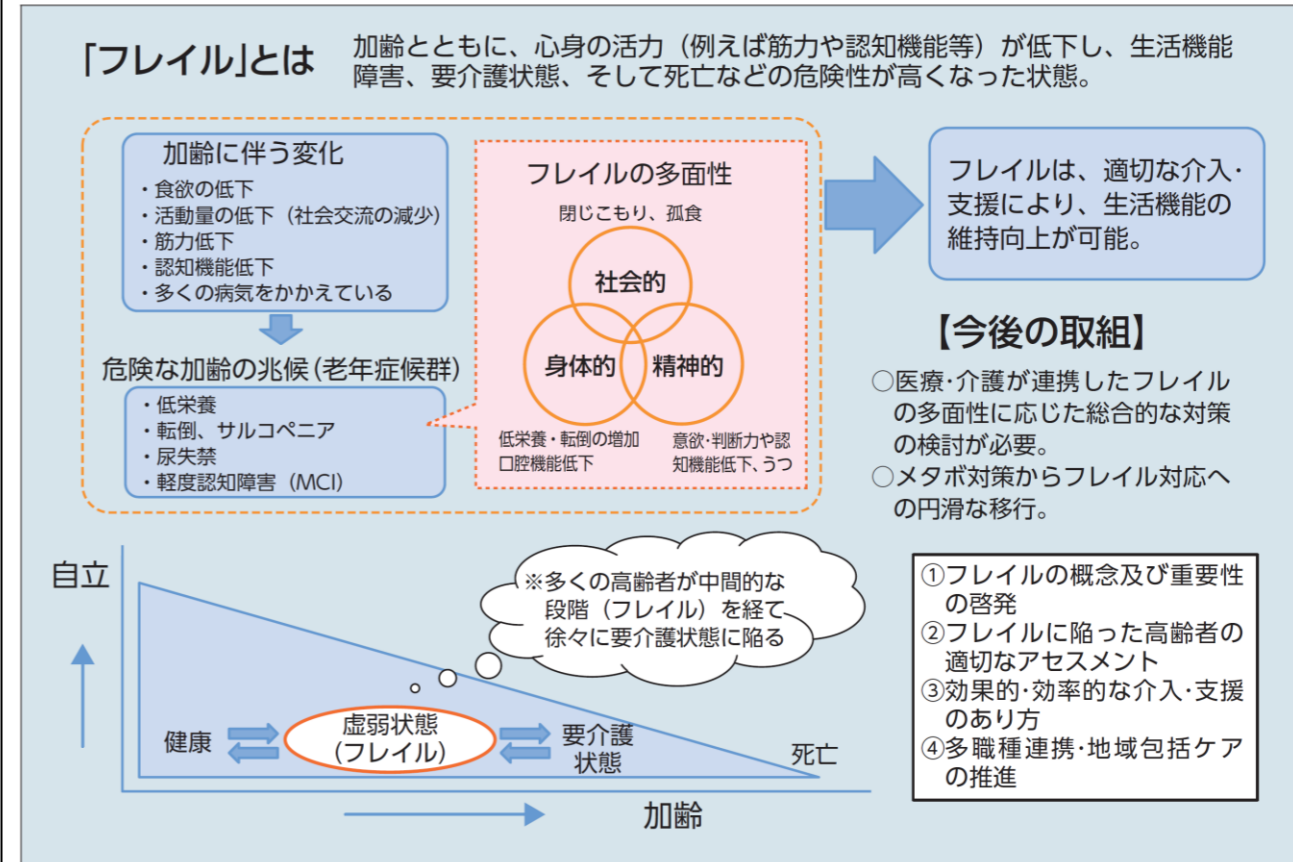 「フレイル」とは
加齢とともに、心身の活力（例えば筋力や認知機能等）が低下し、生活機能
障害、要介護状態、そして死亡などの危険性が高くなった状態。
加齢に伴う変化
・食欲の低下
・活動量の低下（社会交流の減少）
・筋力低下
・認知機能低下
・多くの病気をかかえている
危険な加齢の兆候（老年症候群）
・低栄養
・転倒、サルコペニア
・尿失禁
・軽度認知障害（MCI）
フレイルの多面性
閉じこもり、孤食
社会的
身体的
精神的
低栄養・転倒の増加
口腔機能低下
意欲・判断力や認
知機能低下、うつ
フレイルは、適切な介入・
支援により、生活機能の
維持向上が可能。
【今後の取組】
○医療・介護が連携したフレイル
の多面性に応じた総合的な対策
の検討が必要。
○メタボ対策からフレイル対応へ
の円滑な移行。
①フレイルの概念及び重要性
の啓発
②フレイルに陥った高齢者の
適切なアセスメント
③効果的・効率的な介入・支援
のあり方
④多職種連携・地域包括ケア
の推進
自立
※多くの高齢者が中間的な
段階（フレイル）を経て
徐々に要介護状態に陥る
健康
虚弱状態
（フレイル）
要介護
状態
死亡
加齢